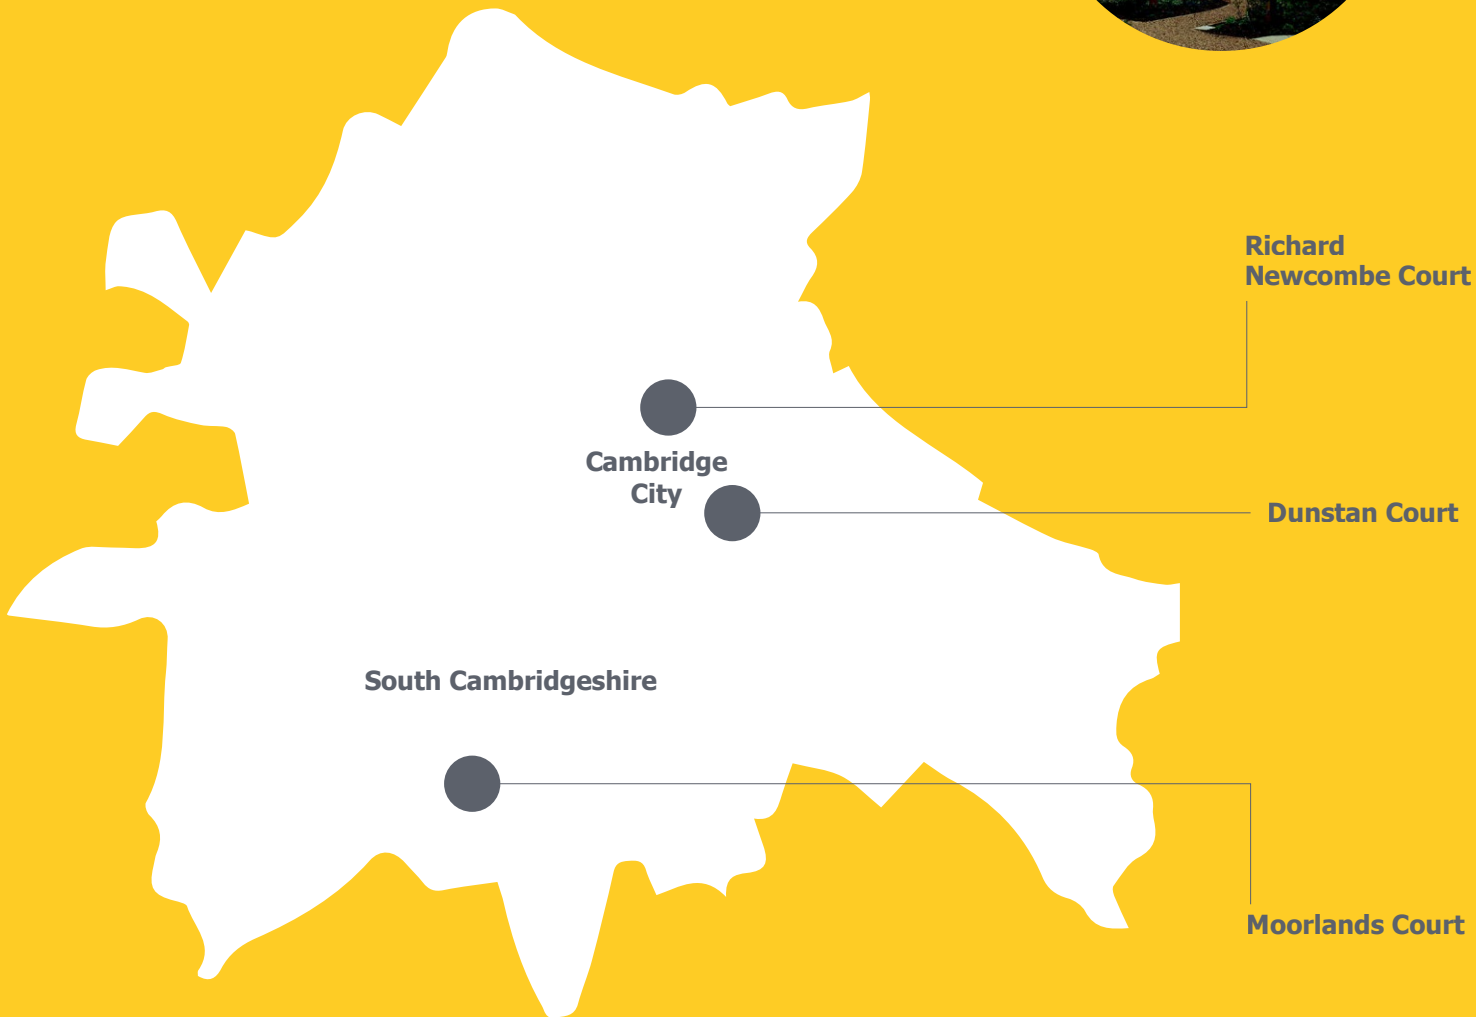 Richard
Newcombe Court
Cambridge
City
Dunstan Court
South Cambridgeshire
Moorlands Court